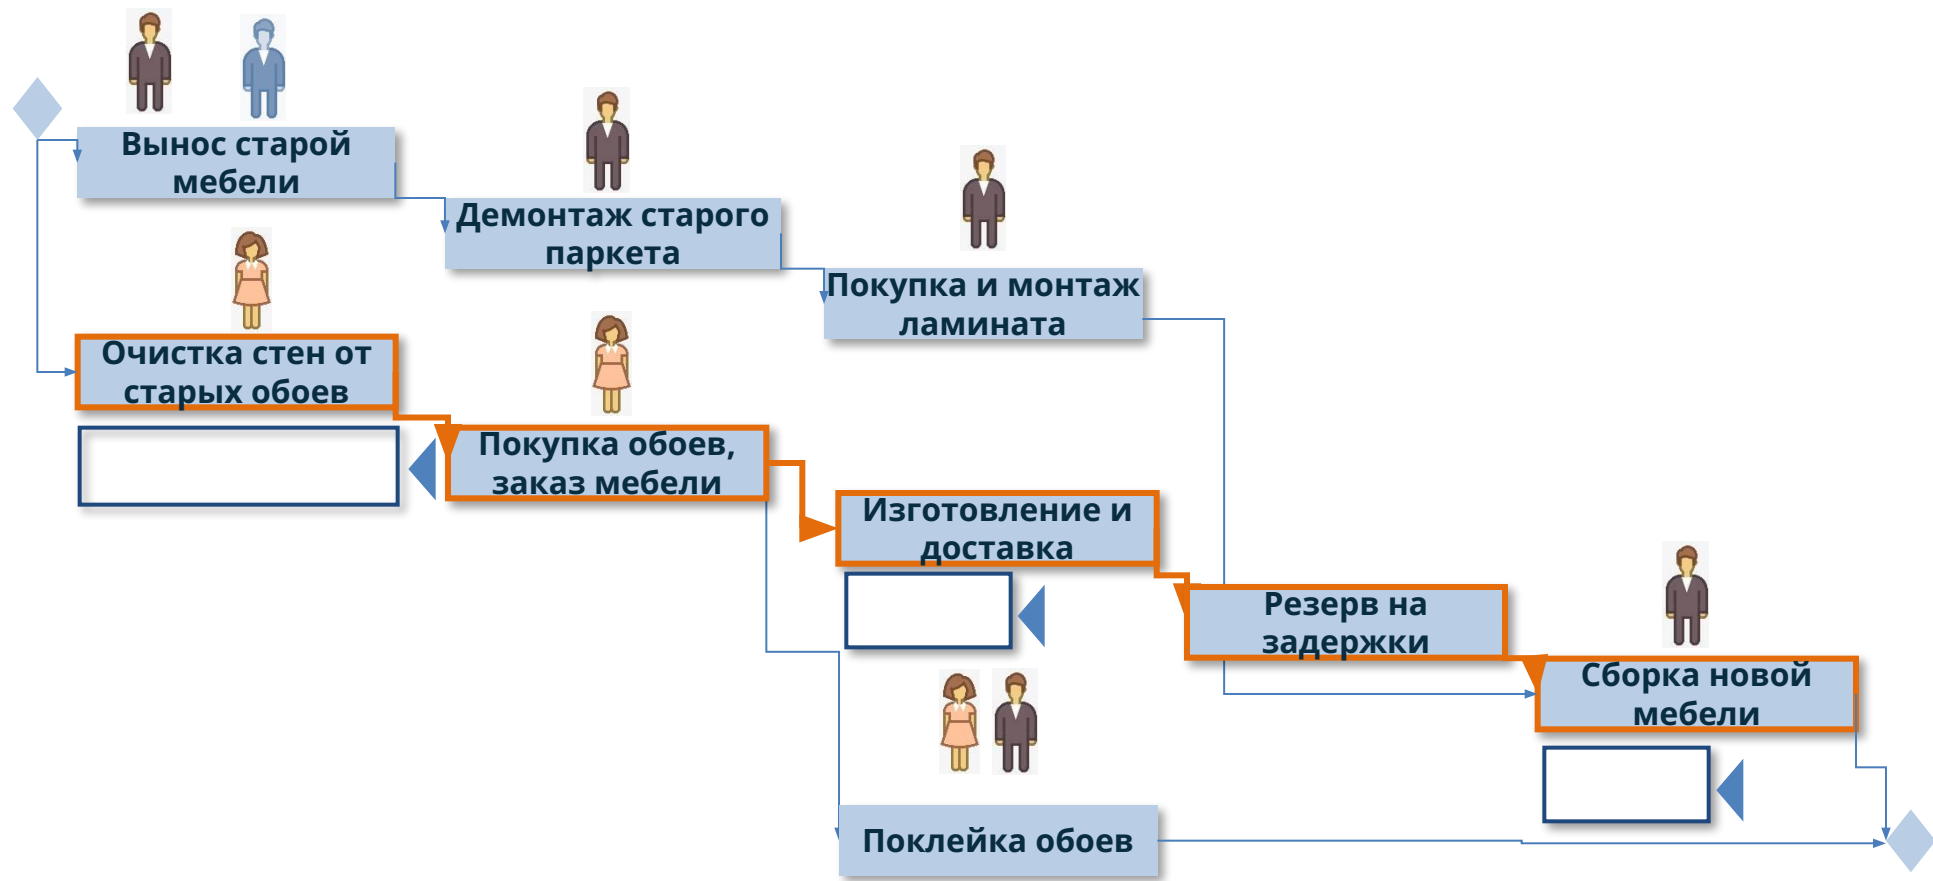 Вынос старой
мебели
Демонтаж старого
паркета
Покупка и монтаж
ламината
Очистка стен от
старых обоев
Покупка обоев,
заказ мебели
Изготовление и
доставка
Резерв на
задержки
Сборка новой
мебели
Поклейка обоев